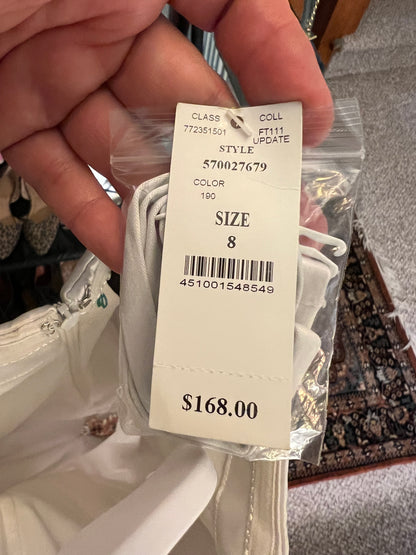 CLASS COLL
772351501 FT111
UPDATE
STYLE
570027679
COLOR
190
SIZE
8
451001548549
$168.00